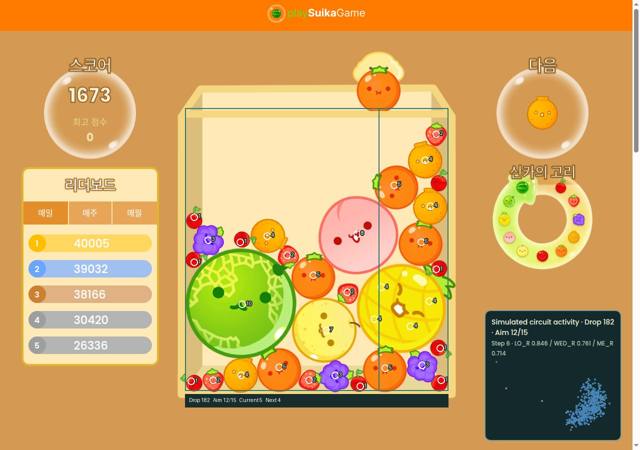 playSuikaGame
스코어
1673
최고 점수
0
다음
리더보드
매일 매주 매월
1 40005
2 39032
3 38166
4 30420
5 26336
신카의 고리
Simulated circuit activity · Drop 182
· Aim 12/15
Step 6 · LO_R 0.846 / WED_R 0.761 / ME_R
0.714
Drop 182 Aim 12/15 Current 5 Next 4